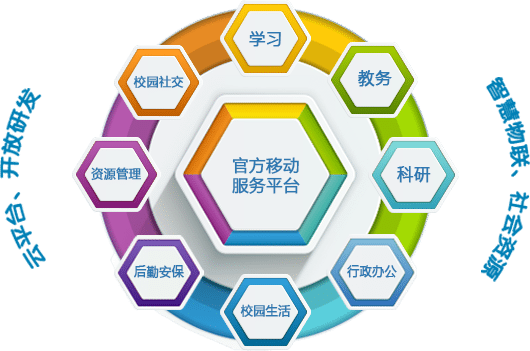 学习
校园社交
教务
云平台、开放研发
智慧物联、社会资源
资源管理
官方移动
服务平台
科研
后勤安保
行政办公
校园生活